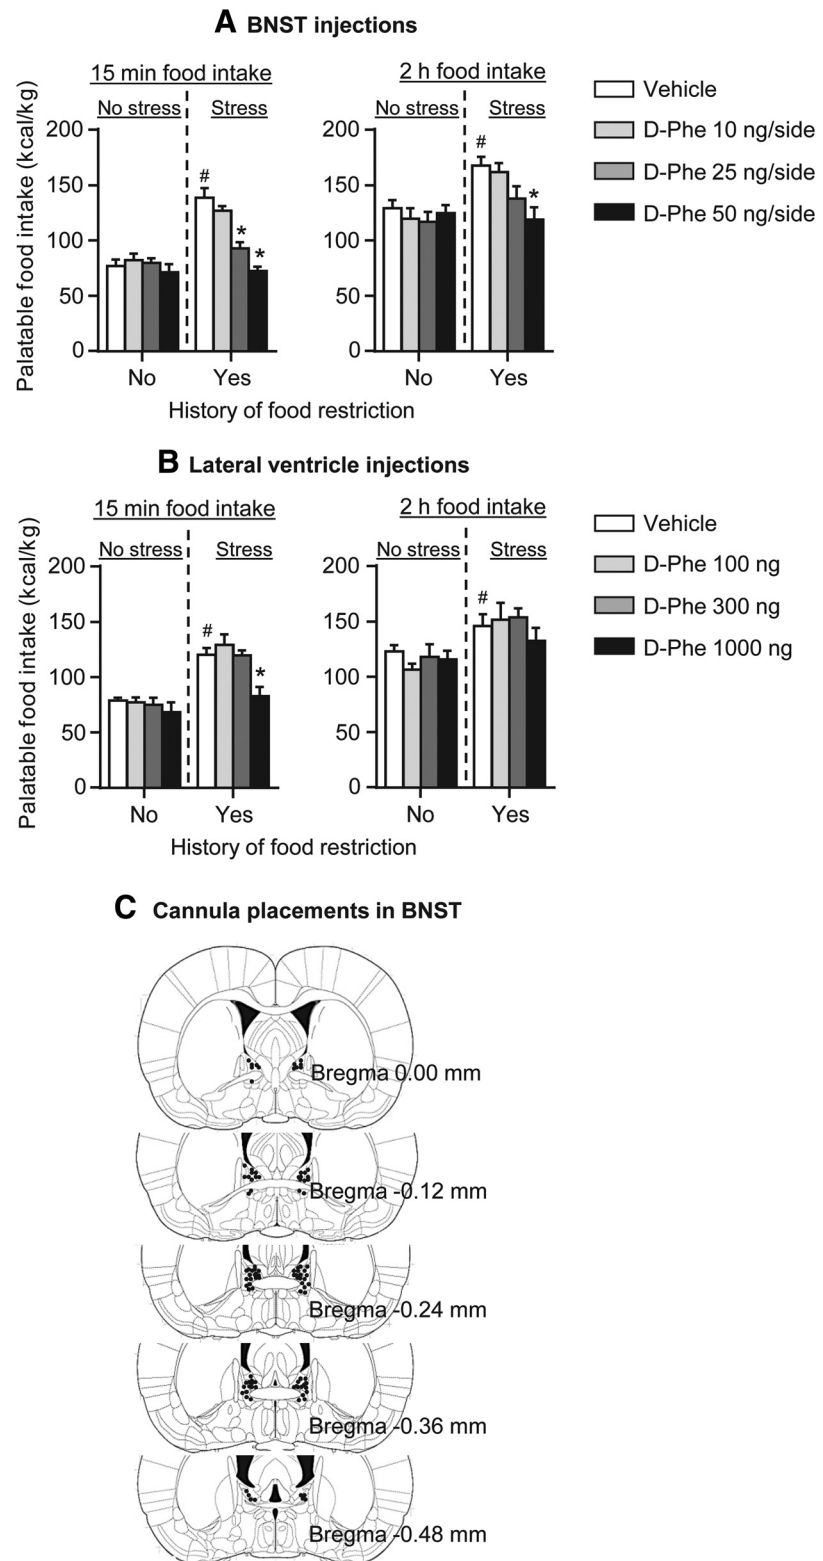 A BNST injections
15 min food intake
2 h food intake
No stress
Stress
No stress
Stress
Vehicle
D-Phe 10 ng/side
D-Phe 25 ng/side
D-Phe 50 ng/side
Palatable food intake (kcal/kg)
200
150
100
50
0
#
*
*
200
150
100
50
0
#
*
No
Yes
No
Yes
History of food restriction
B Lateral ventricle injections
15 min food intake
2 h food intake
No stress
Stress
No stress
Stress
Vehicle
D-Phe 100 ng
D-Phe 300 ng
D-Phe 1000 ng
Palatable food intake (kcal/kg)
200
150
100
50
0
#
*
200
150
100
50
0
#
No
Yes
No
Yes
History of food restriction
C Cannula placements in BNST
Bregma 0.00 mm
Bregma -0.12 mm
Bregma -0.24 mm
Bregma -0.36 mm
Bregma -0.48 mm